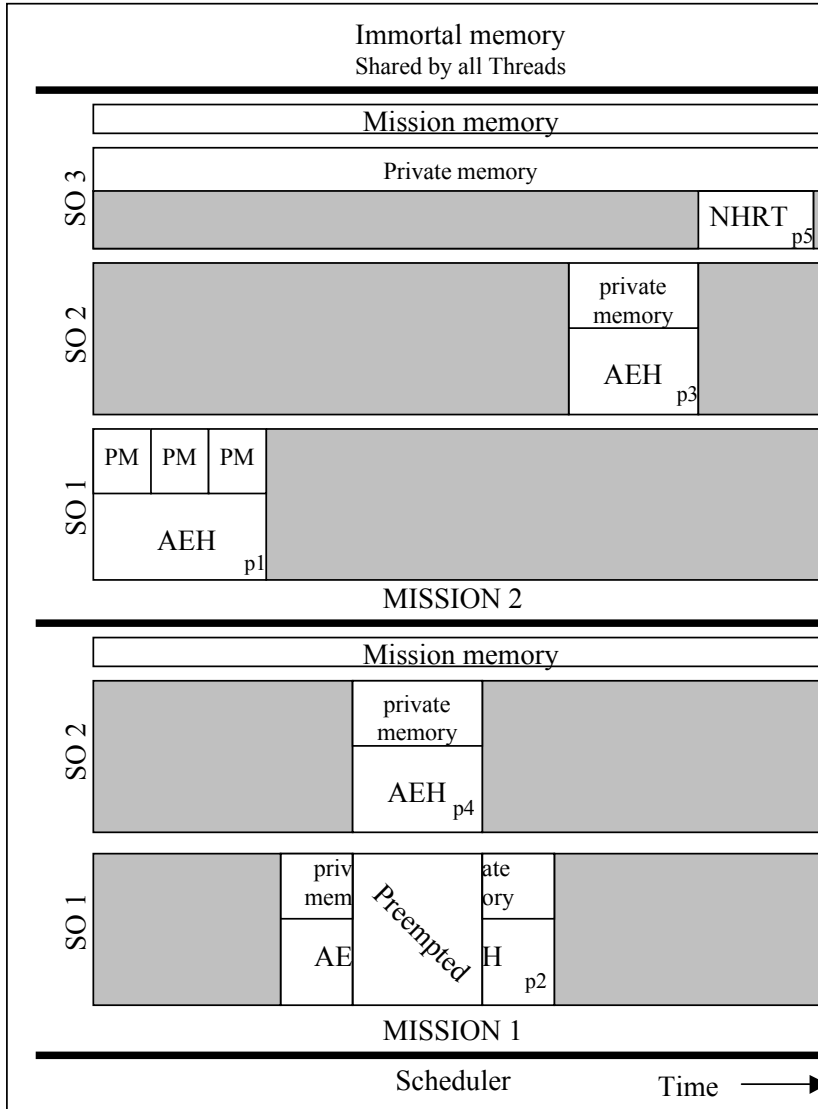 Immortal memory
Shared by all Threads
Mission memory
SO 3
Private memory
NHRT
p5
SO 2
private
memory
AEH
p3
SO 1
PM PM PM
AEH
p1
MISSION 2
Mission memory
SO 2
private
memory
AEH
p4
SO 1
priv
mem
AE
Preempted
ate
ory
H
p2
MISSION 1
Scheduler
Time